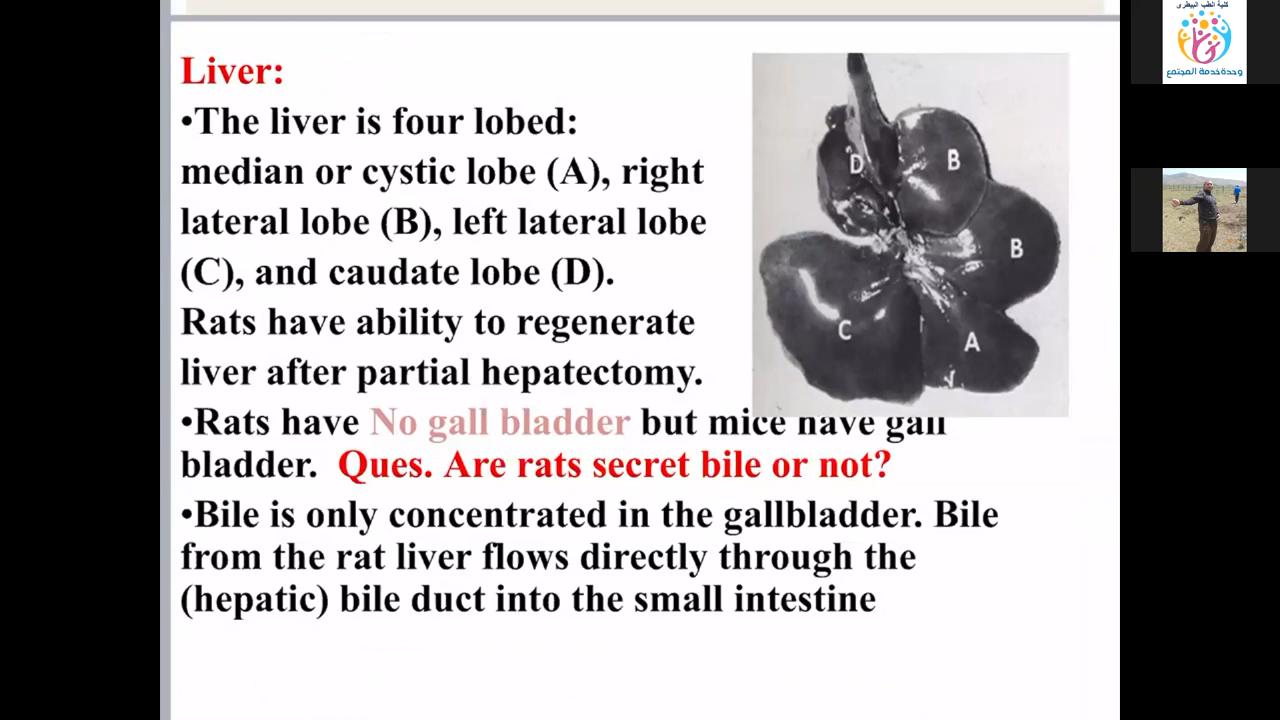 Liver:
•The liver is four lobed:
median or cystic lobe (A), right
lateral lobe (B), left lateral lobe
(C), and caudate lobe (D).
Rats have ability to regenerate
liver after partial hepatectomy.
•Rats have No gall bladder but mice have gall
bladder. Ques. Are rats secret bile or not?
•Bile is only concentrated in the gallbladder. Bile
from the rat liver flows directly through the
(hepatic) bile duct into the small intestine
D
B
B
C
A
كلية الطب البيطرى
وحدة خدمة المجتمع